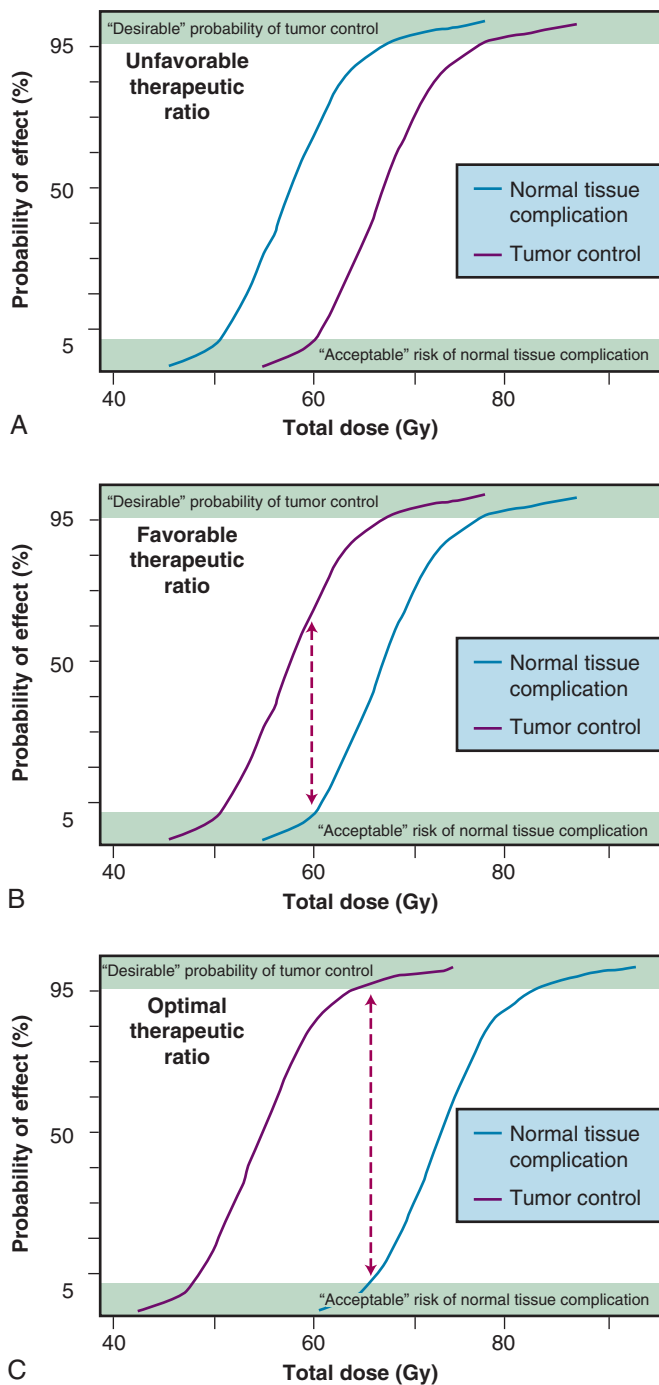 “Desirable” probability of tumor control
95
Unfavorable
therapeutic
ratio
Probability of effect (%)
50
Normal tissue
complication
Tumor control
5
“Acceptable” risk of normal tissue complication
40
60
80
A
Total dose (Gy)
“Desirable” probability of tumor control
95
Favorable
therapeutic
ratio
Probability of effect (%)
50
Normal tissue
complication
Tumor control
5
“Acceptable” risk of normal tissue complication
40
60
80
B
Total dose (Gy)
“Desirable” probability of tumor control
95
Optimal
therapeutic
ratio
Probability of effect (%)
50
Normal tissue
complication
Tumor control
5
“Acceptable” risk of normal tissue complication
40
60
80
C
Total dose (Gy)